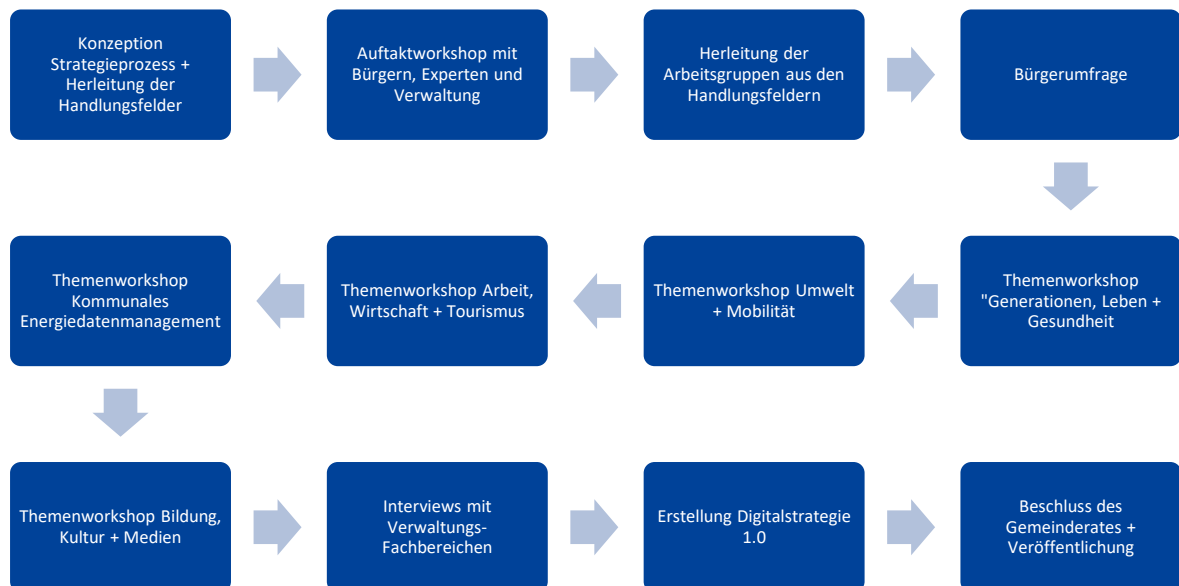 Konzeption
Strategieprozess +
Herleitung der
Handlungsfelder
Auftaktworkshop mit
Bürgern, Experten und
Verwaltung
Herleitung der
Arbeitsgruppen aus den
Handlungsfeldern
Bürgerumfrage
Themenworkshop
"Generationen, Leben +
Gesundheit
Themenworkshop Umwelt
+ Mobilität
Themenworkshop Arbeit,
Wirtschaft + Tourismus
Themenworkshop
Kommunales
Energiedatenmanagement
Themenworkshop Bildung,
Kultur + Medien
Interviews mit
Verwaltungs-
Fachbereichen
Erstellung Digitalstrategie
1.0
Beschluss des
Gemeinderates +
Veröffentlichung